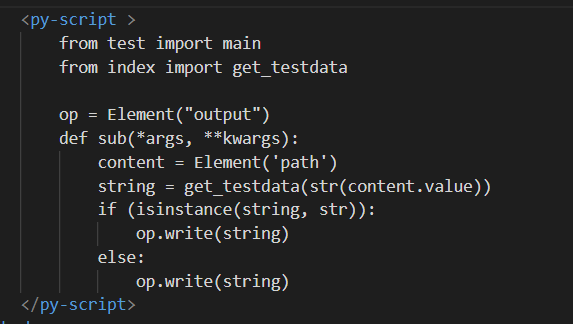 <py-script >
    from test import main
    from index import get_testdata

    op = Element("output")
    def sub(*args, **kwargs):
        content = Element('path')
        string = get_testdata(str(content.value))
        if (isinstance(string, str)):
            op.write(string)
        else:
            op.write(string)
</py-script>